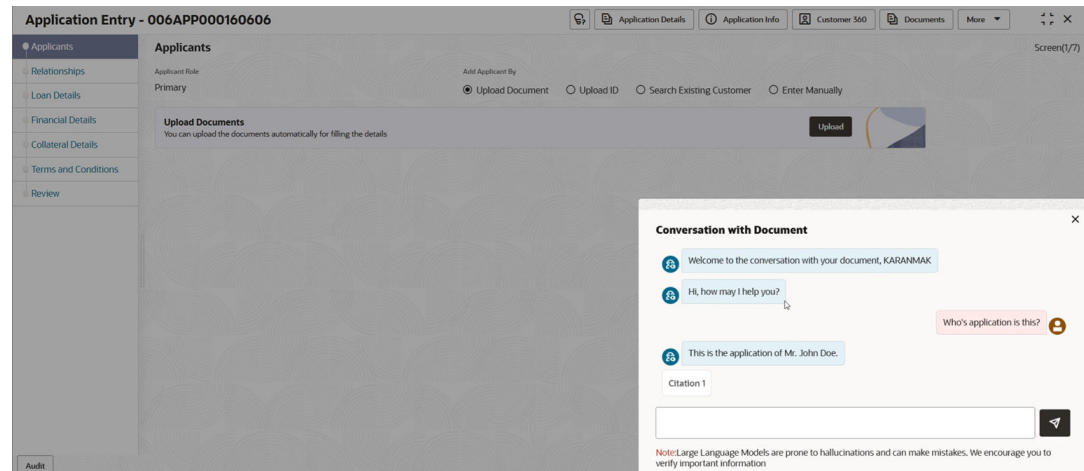 Application Entry - 006APP000160606
Application Details
Application Info
Customer 360
Documents
More
Applicants
Relationships
Loan Details
Financial Details
Collateral Details
Terms and Conditions
Review
Applicants
Screen(1/7)
Applicant Role
Primary
Add Applicant By
Upload Document
Upload ID
Search Existing Customer
Enter Manually
Upload Documents
You can upload the documents automatically for filling the details
Upload
Conversation with Document
Welcome to the conversation with your document, KARANMAK
Hi, how may I help you?
Who's application is this?
This is the application of Mr. John Doe.
Citation 1
Note:Large Language Models are prone to hallucinations and can make mistakes. We encourage you to
verify important information
Audit